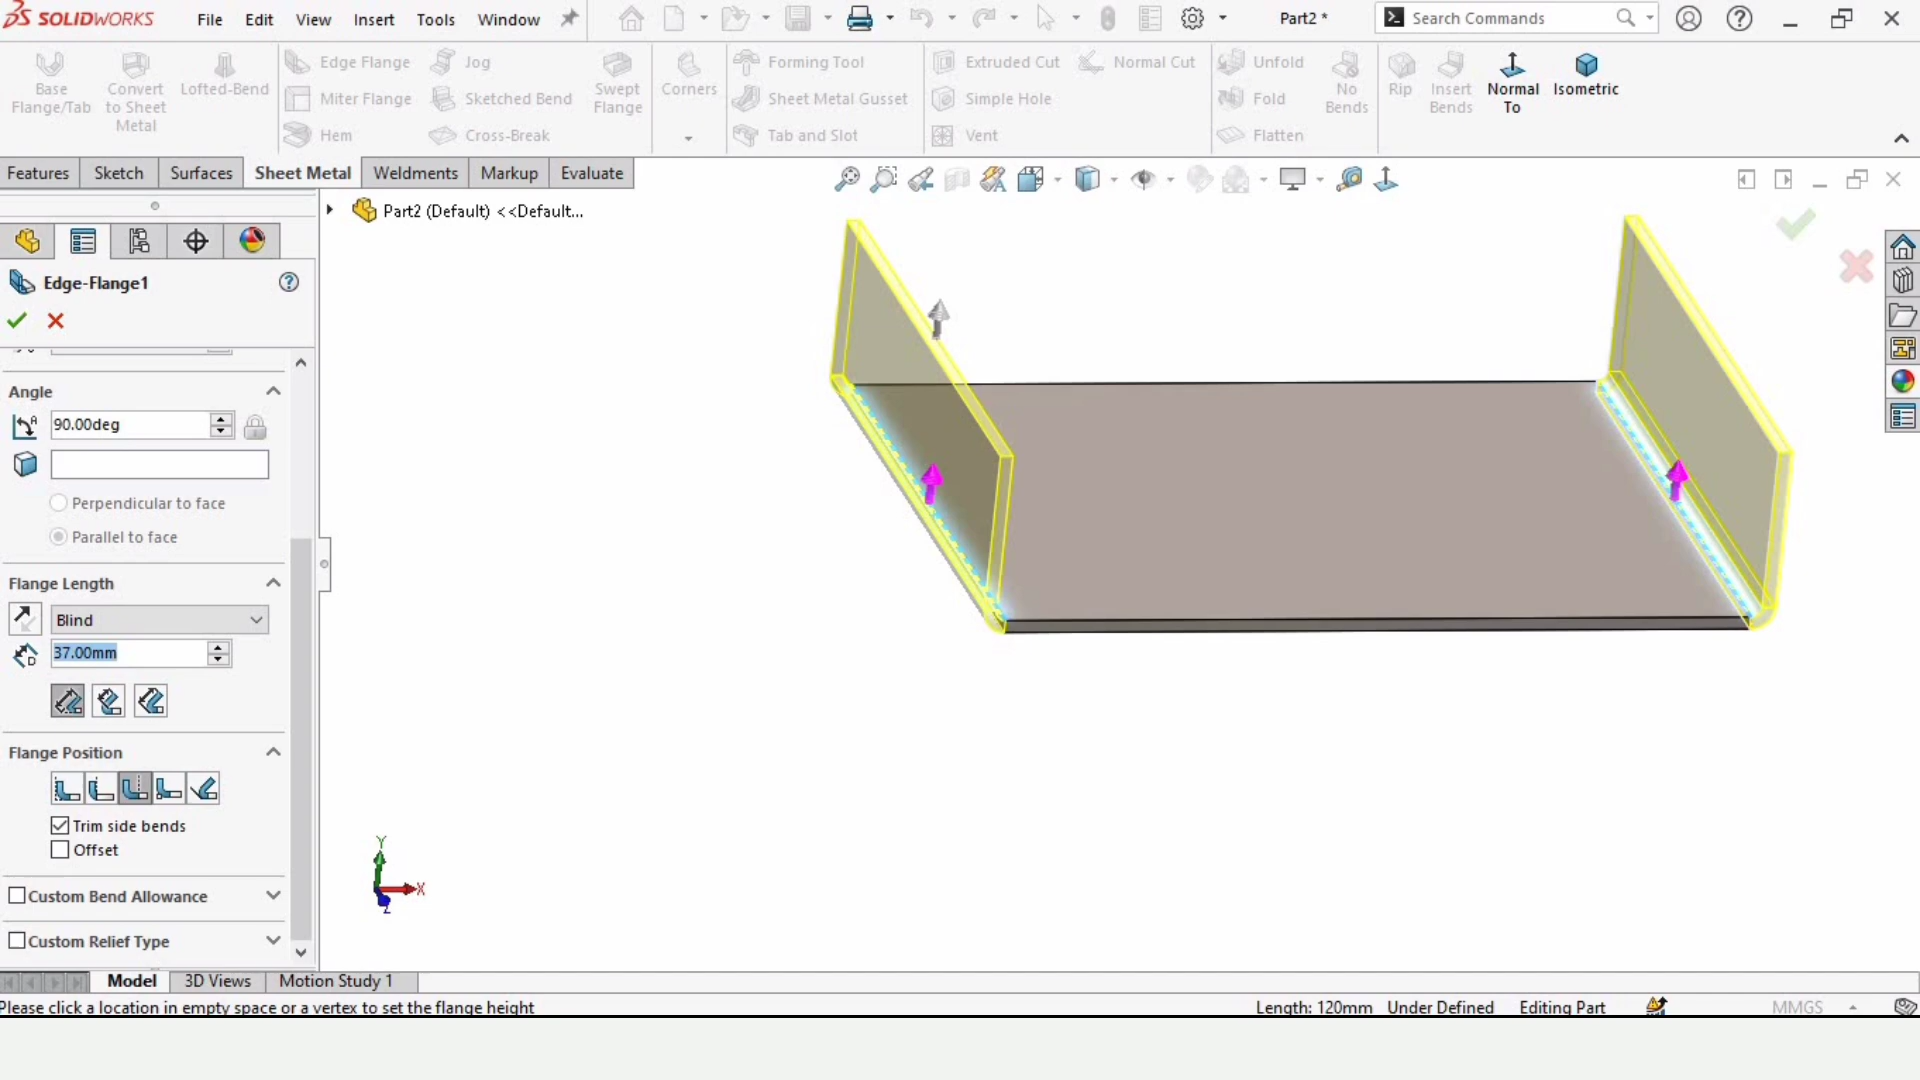 SOLIDWORKS File Edit View Insert Tools Window Part2 * Search Commands
Base Flange/Tab
Convert to Sheet Metal
Lofted-Bend
Edge Flange
Miter Flange
Hem
Jog
Sketched Bend
Cross-Break
Swept Flange
Corners
Forming Tool
Sheet Metal Gusset
Tab and Slot
Extruded Cut
Simple Hole
Vent
Normal Cut
Unfold
Fold
Flatten
No Bends
Rip
Insert Bends
Normal To
Isometric
Features Sketch Surfaces Sheet Metal Weldments Markup Evaluate
Part2 (Default) <<Default...
Edge-Flange1
Angle
90.00deg
Perpendicular to face
Parallel to face
Flange Length
Blind
37.00mm
Flange Position
Trim side bends
Offset
Custom Bend Allowance
Custom Relief Type
Y
X
Z
Model 3D Views Motion Study 1
Please click a location in empty space or a vertex to set the flange height Length: 120mm Under Defined Editing Part MMGS